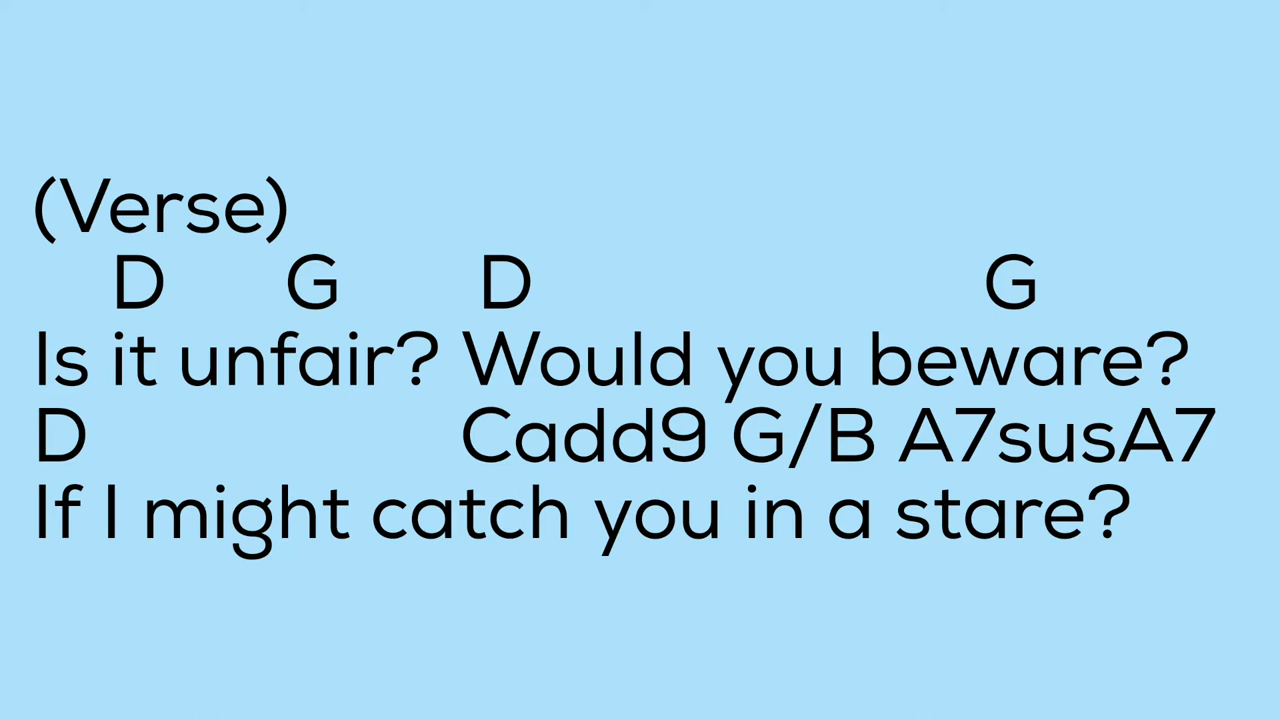 (Verse)
D G D G
Is it unfair? Would you beware?
D Cadd9 G/B A7susA7
If I might catch you in a stare?